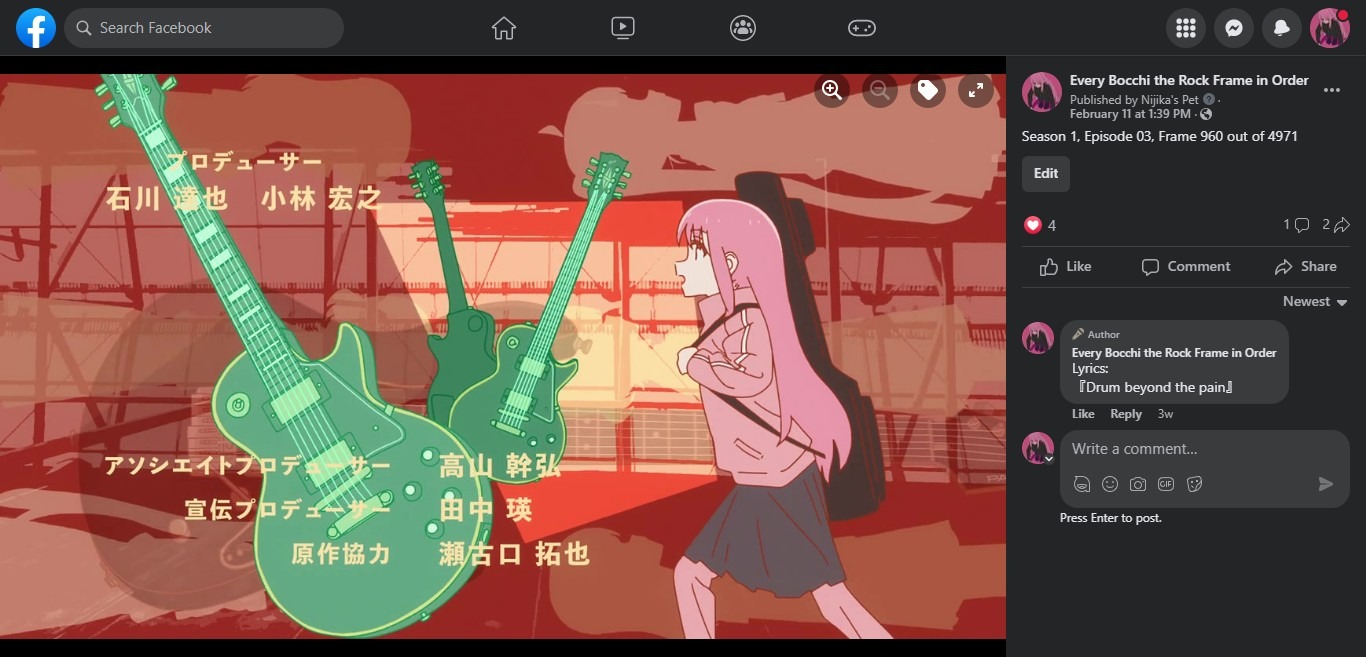 Search Facebook
プロデューサー
石川 達也　小林 宏之
アソシエイトプロデューサー　高山 幹弘
宣伝プロデューサー　田中 瑛
原作協力　瀬古口 拓也
Every Bocchi the Rock Frame in Order
Published by Nijika's Pet ·
February 11 at 1:39 PM ·
Season 1, Episode 03, Frame 960 out of 4971
Edit
4
1 2
Like Comment Share
Newest
Author
Every Bocchi the Rock Frame in Order
Lyrics:
『Drum beyond the pain』
Like Reply 3w
Write a comment...
GIF
Press Enter to post.